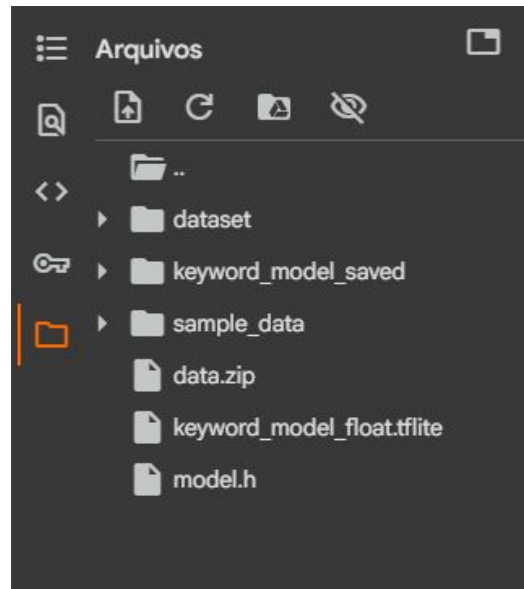 Arquivos
..
dataset
keyword_model_saved
sample_data
data.zip
keyword_model_float.tflite
model.h